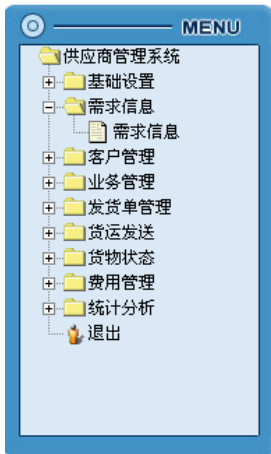 MENU
供应商管理系统
基础设置
需求信息
需求信息
客户管理
业务管理
发货单管理
货运发送
货物状态
费用管理
统计分析
退出